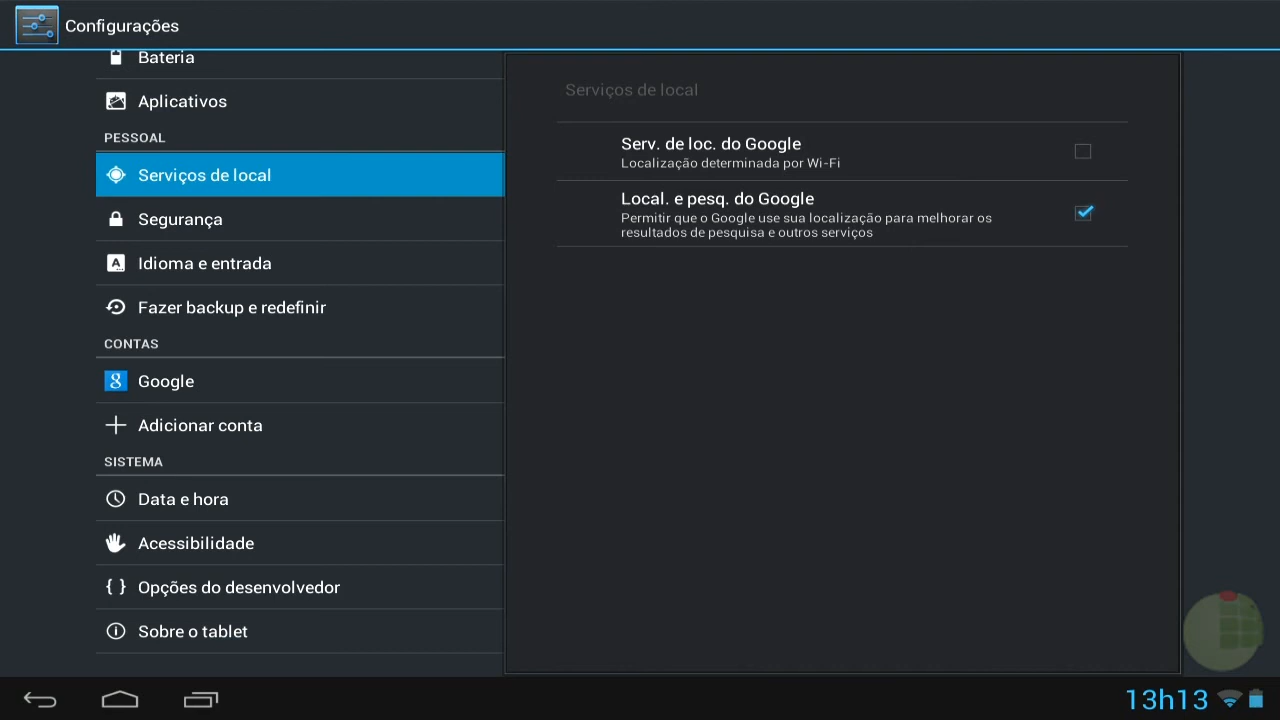 Configurações
Bateria
Aplicativos
PESSOAL
Serviços de local
Segurança
Idioma e entrada
Fazer backup e redefinir
CONTAS
Google
Adicionar conta
SISTEMA
Data e hora
Acessibilidade
Opções do desenvolvedor
Sobre o tablet
Serviços de local
Serv. de loc. do Google
Localização determinada por Wi-Fi
Local. e pesq. do Google
Permitir que o Google use sua localização para melhorar os
resultados de pesquisa e outros serviços
13h13